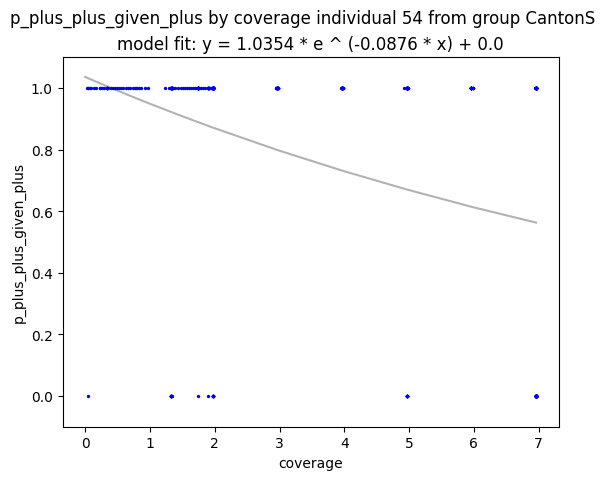 p_plus_plus_given_plus by coverage individual 54 from group CantonS
model fit: y = 1.0354 * e ^ (-0.0876 * x) + 0.0
1.0
0.8
0.6
0.4
0.2
0.0
p_plus_plus_given_plus
0 1 2 3 4 5 6 7
coverage